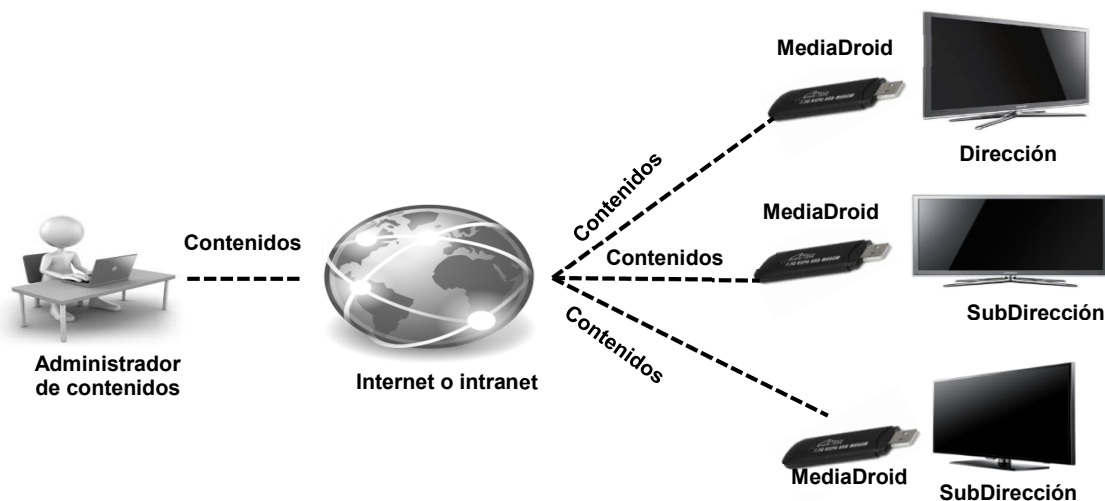 MediaDroid
Dirección
Contenidos
MediaDroid
Contenidos
Contenidos
SubDirección
Administrador
de contenidos
Internet o intranet
Contenidos
MediaDroid
SubDirección